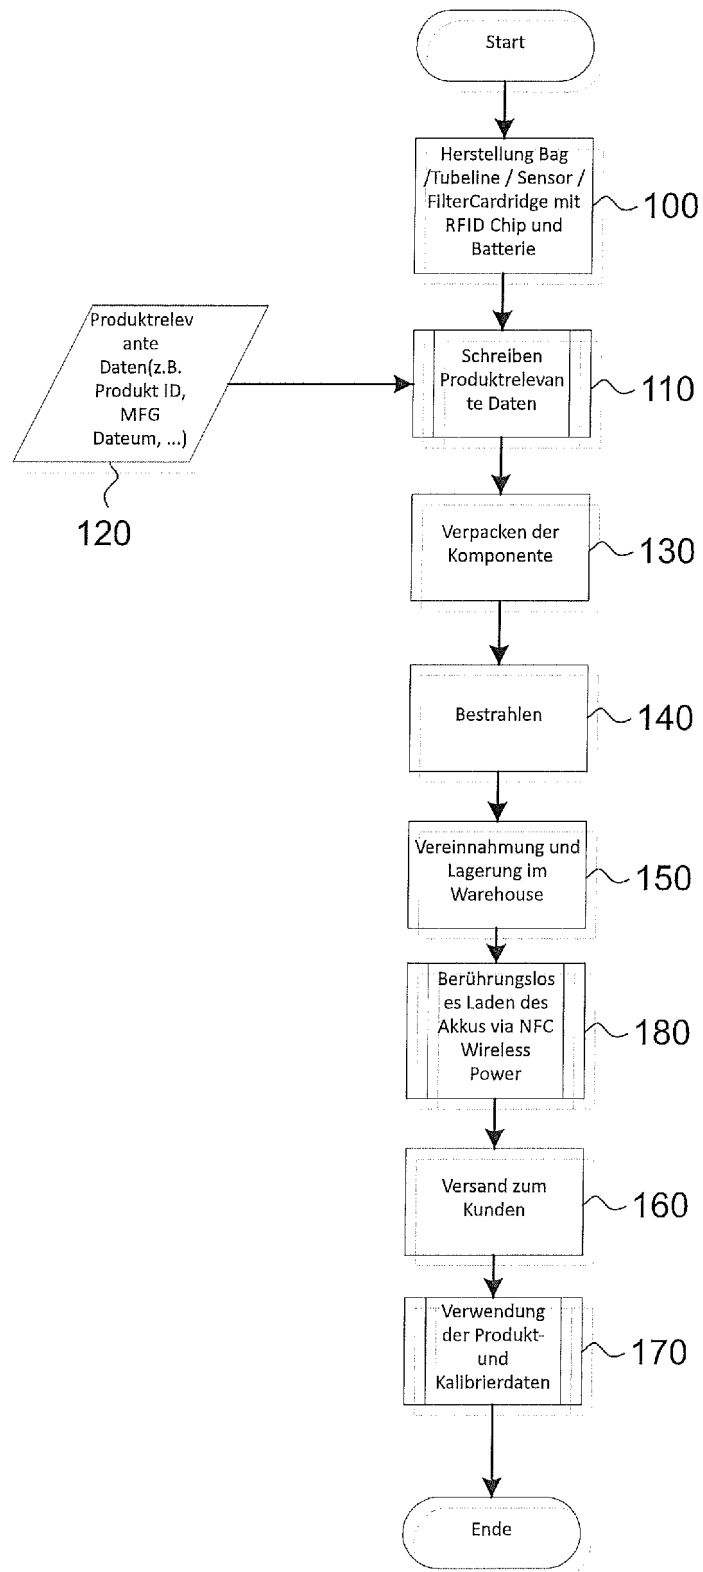 Start
Herstellung Bag
/Tubeline / Sensor /
FilterCardridge mit
RFID Chip und
Batterie
100
Produktrelev
ante
Daten(z.B.
Produkt ID,
MFG
Dateum, ...)
120
Schreiben
Produktrelevan
te Daten
110
Verpacken der
Komponente
130
Bestrahlen
140
Vereinnahmung und
Lagerung im
Warehouse
150
Berührungslos
es Laden des
Akkus via NFC
Wireless
Power
180
Versand zum
Kunden
160
Verwendung
der Produkt-
und
Kalibrierdaten
170
Ende